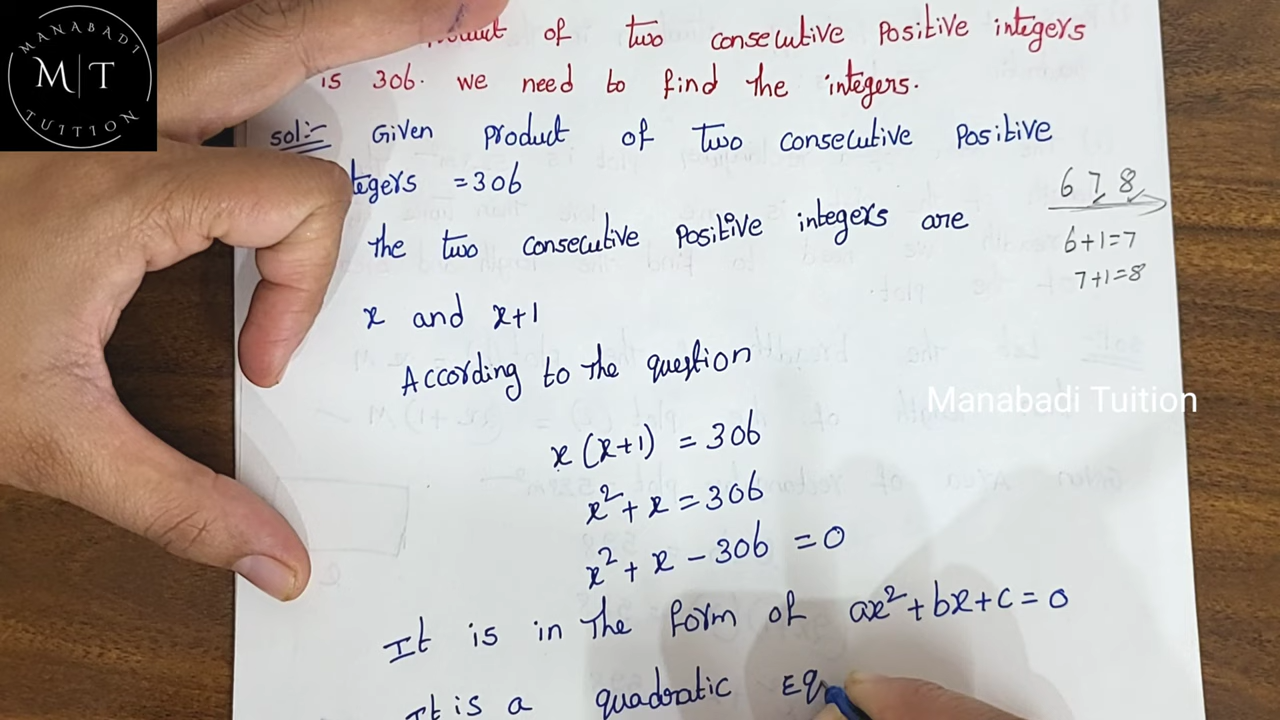 MANABADI
M|T
TUITION
of two consecutive Positive integers
is 306. we need to find the integers.
Sol:- Given Product of two consecutive Positive
tegers = 306
6 7 8
The two consecutive Positive integers are
6+1=7
7+1=8
x and x+1
According to the question
Manabadi Tuition
x(x+1) = 306
x²+x = 306
x²+x-306 = 0
It is in the form of ax²+bx+c=0
It is a quadratic Eq